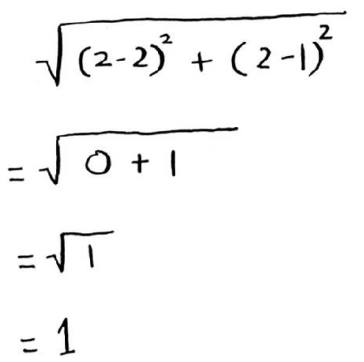 √((2-2)² + (2-1)²)
= √(0 + 1)
= √1
= 1